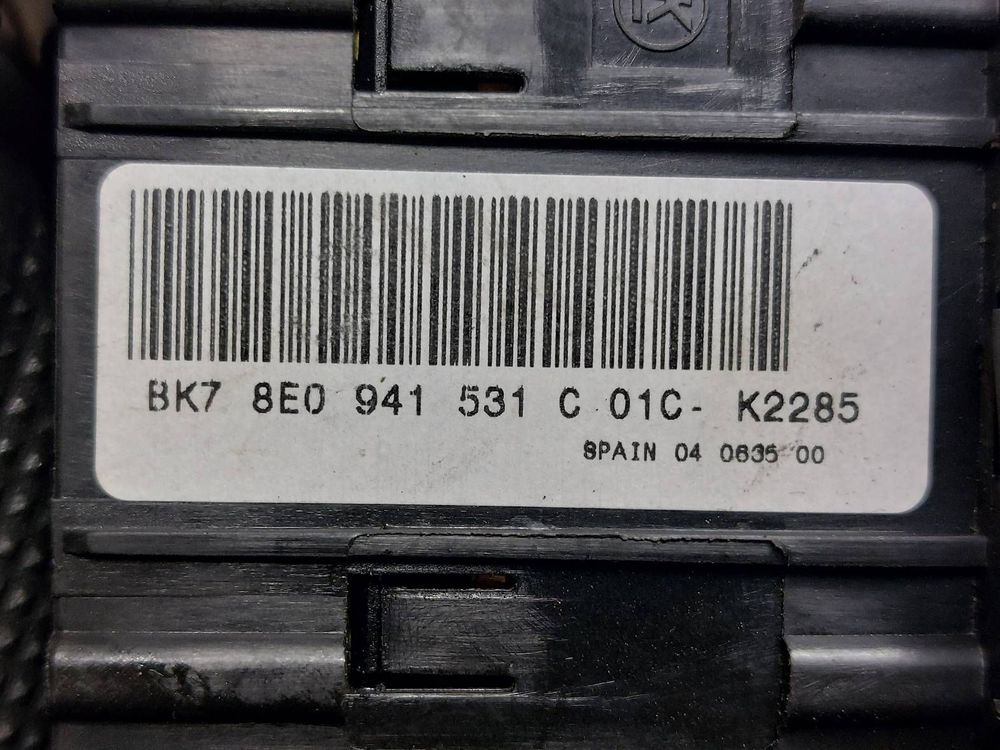 BK7 8E0 941 531 C 01C- K2285
SPAIN 04 0635 00